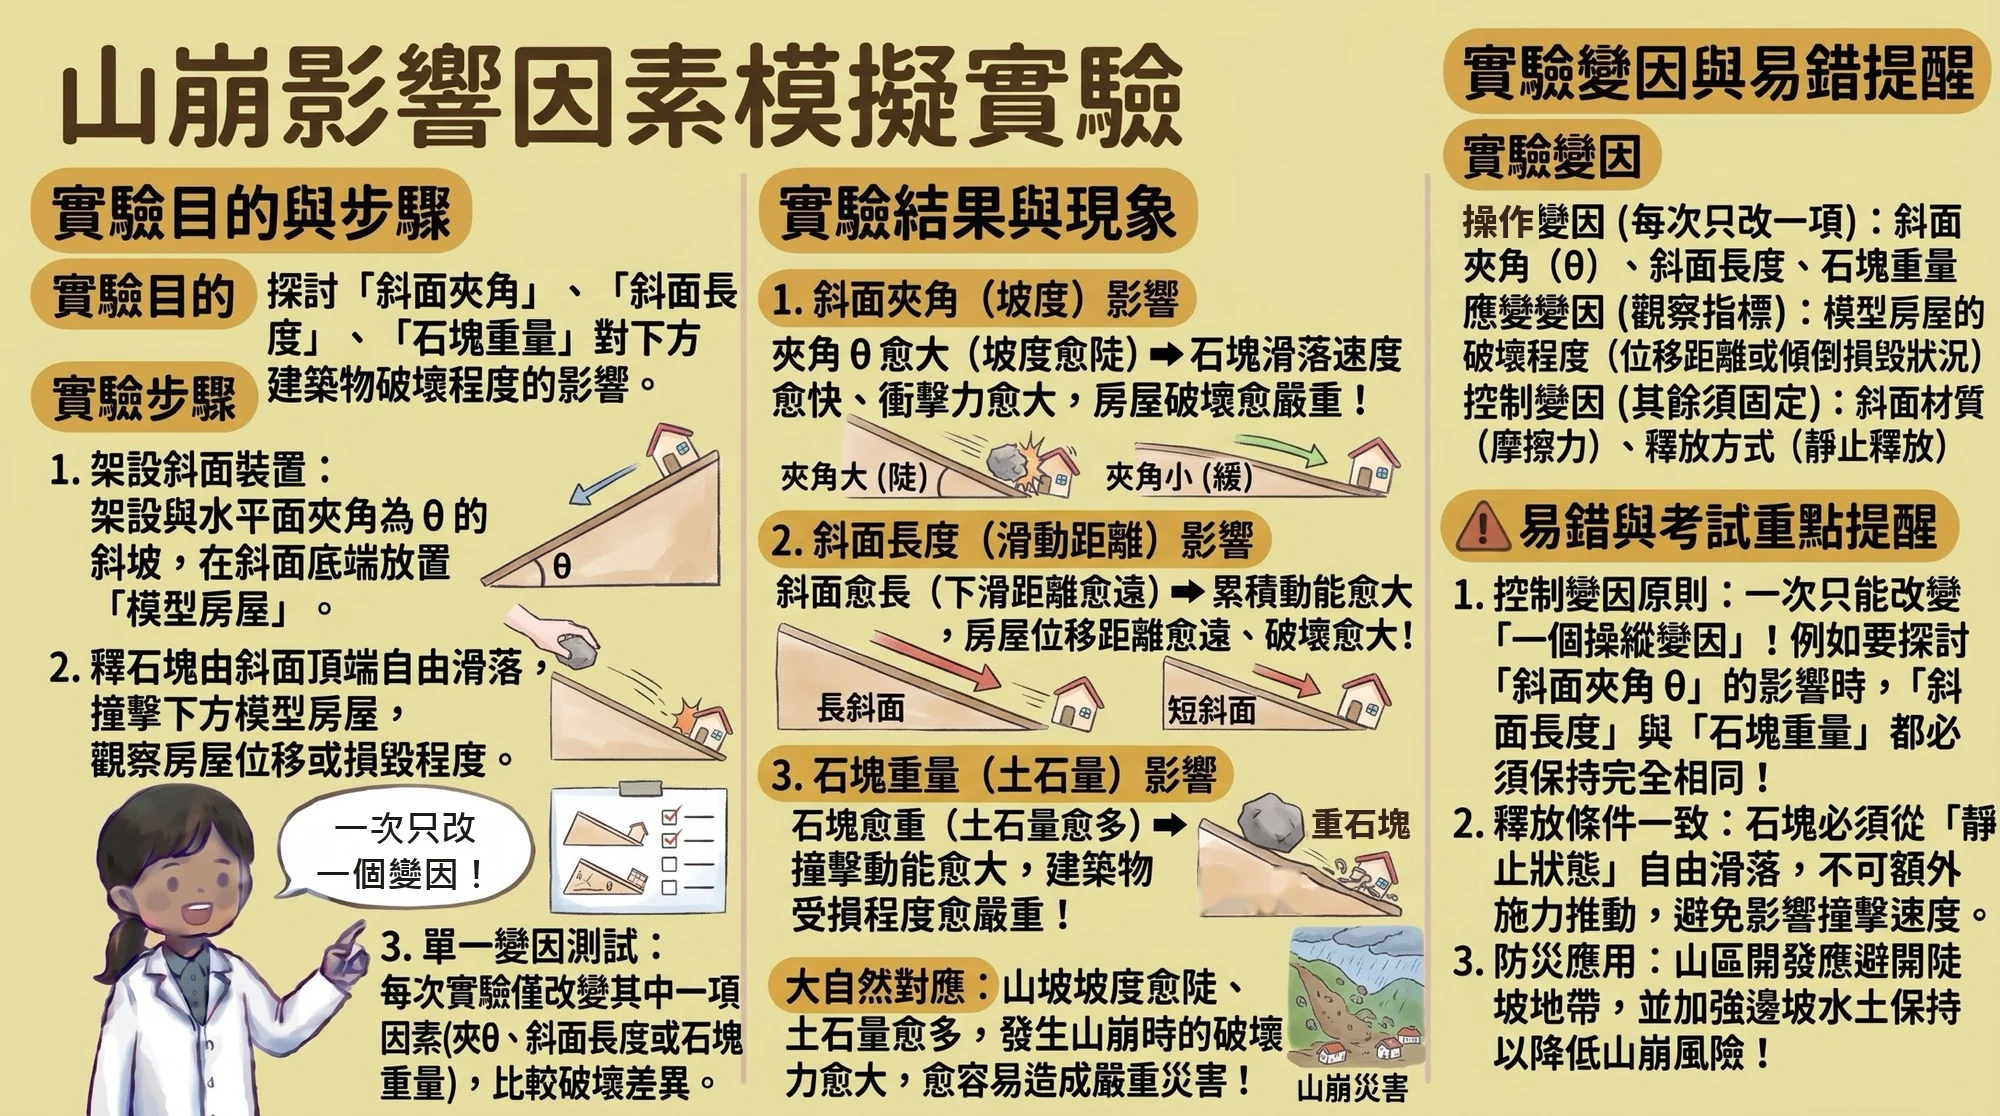 山崩影響因素模擬實驗
實驗目的與步驟
實驗目的
探討「斜面夾角」、「斜面長
度」、「石塊重量」對下方
建築物破壞程度的影響。
實驗步驟
1. 架設斜面裝置：
架設與水平面夾角為 θ 的
斜坡，在斜面底端放置
「模型房屋」。
θ
2. 釋石塊由斜面頂端自由滑落，
撞擊下方模型房屋，
觀察房屋位移或損毀程度。
一次只改
一個變因！
θ
3. 單一變因測試：
每次實驗僅改變其中一項
因素(夾θ、斜面長度或石塊
重量)，比較破壞差異。
實驗結果與現象
1. 斜面夾角（坡度）影響
夾角 θ 愈大（坡度愈陡）➡石塊滑落速度
愈快、衝擊力愈大，房屋破壞愈嚴重！
夾角大 (陡)
夾角小 (緩)
2. 斜面長度（滑動距離）影響
斜面愈長（下滑距離愈遠）➡累積動能愈大
，房屋位移距離愈遠、破壞愈大！
長斜面
短斜面
3. 石塊重量（土石量）影響
石塊愈重（土石量愈多）➡
撞擊動能愈大，建築物
受損程度愈嚴重！
重石塊
大自然對應：山坡坡度愈陡、
土石量愈多，發生山崩時的破壞
力愈大，愈容易造成嚴重災害！
山崩災害
實驗變因與易錯提醒
實驗變因
操作變因 (每次只改一項)：斜面
夾角（θ）、斜面長度、石塊重量
應變變因 (觀察指標)：模型房屋的
破壞程度（位移距離或傾倒損毀狀況）
控制變因 (其餘須固定)：斜面材質
（摩擦力）、釋放方式（靜止釋放）
易錯與考試重點提醒
1. 控制變因原則：一次只能改變
「一個操縱變因」！例如要探討
「斜面夾角 θ」的影響時，「斜
面長度」與「石塊重量」都必
須保持完全相同！
2. 釋放條件一致：石塊必須從「靜
止狀態」自由滑落，不可額外
施力推動，避免影響撞擊速度。
3. 防災應用：山區開發應避開陡
坡地帶，並加強邊坡水土保持
以降低山崩風險！